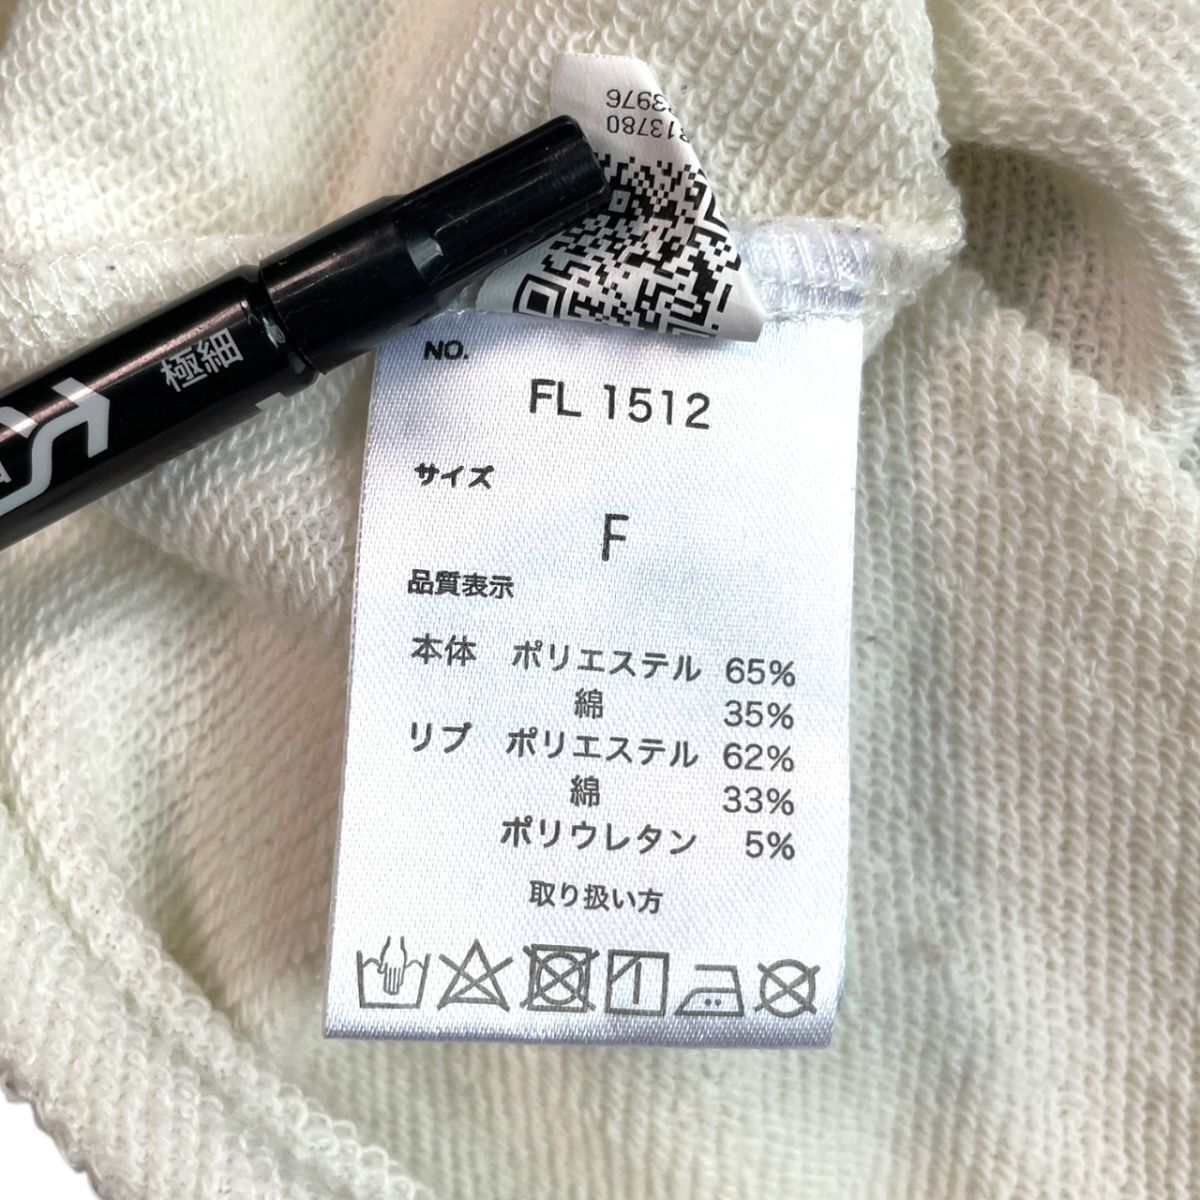 13780
3976
極細
NO.
FL 1512
サイズ
F
品質表示
本体 ポリエステル 65%
綿 35%
リブ ポリエステル 62%
綿 33%
ポリウレタン 5%
取り扱い方